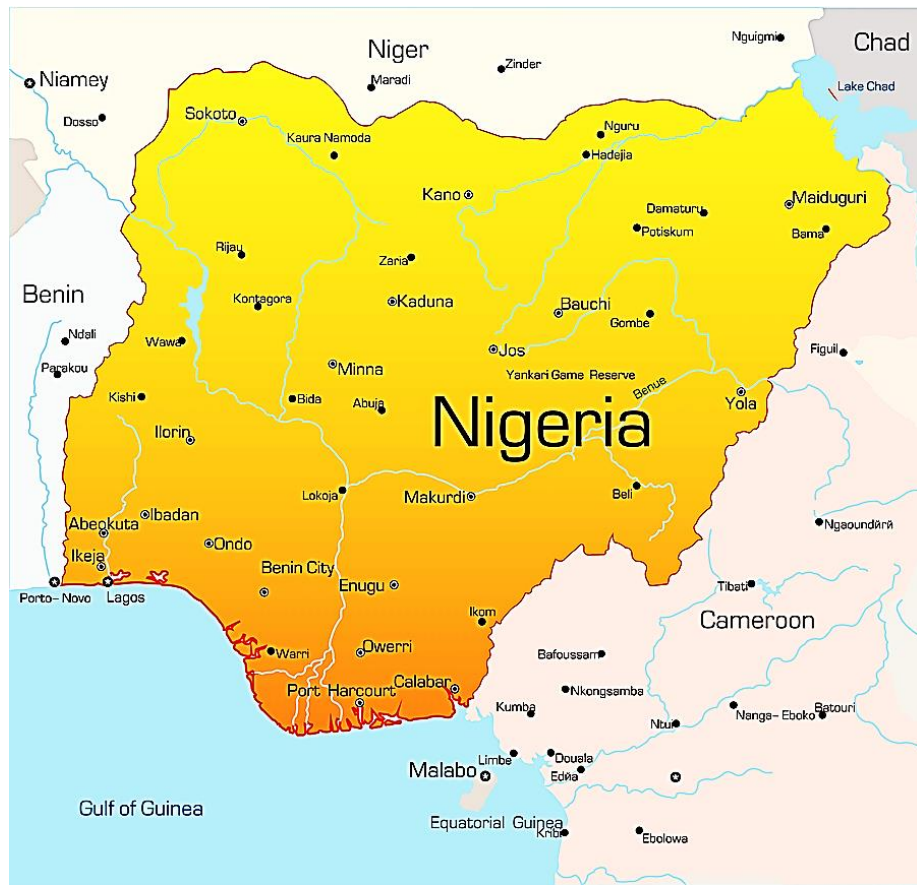 Nguigmi
Niger
Chad
Zinder
Niamey
Maradi
Lake Chad
Dosso
Sokoto
Nguru
Kaura Namoda
Hadejia
Kano
Maiduguri
Damaturu
Potiskum
Bama
Rijau
Zaria
Benin
Kontagora
Kaduna
Bauchi
Gombe
Ndali
Wawa
Jos
Figuil
Parakou
Minna
Yankari Game Reserve
Benue
Kishi
Bida
Abuja
Yola
Nigeria
Ilorin
Lokoja
Makurdi
Beli
Ibadan
Abeokuta
Ngaoundйrй
Ondo
Ikeja
Benin City
Enugu
Tibati
Porto-Novo
Lagos
Ikom
Cameroon
Warri
Owerri
Bafoussam
Calabar
Port Harcourt
Nkongsamba
Kumba
Nanga-Eboko
Batouri
Ntui
Limbe
Douala
Malabo
Edйa
Gulf of Guinea
Equatorial Guinea
Kribi
Ebolowa